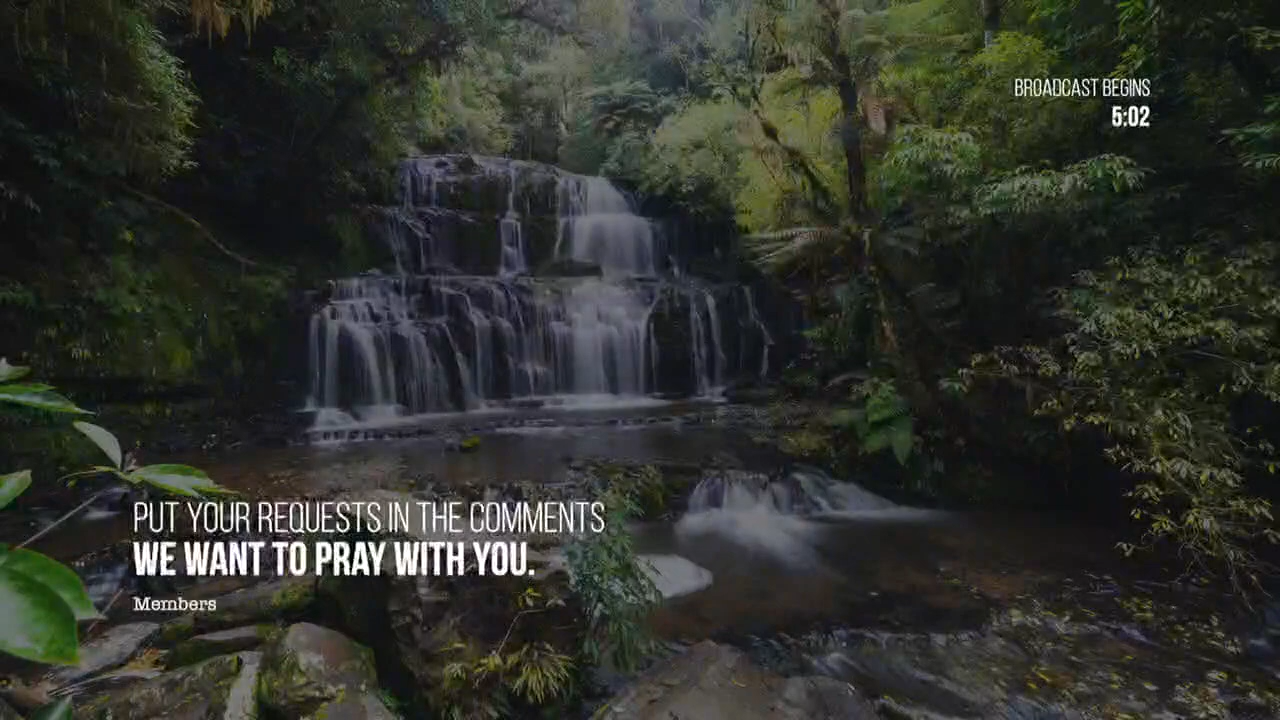 BROADCAST BEGINS
5:02
PUT YOUR REQUESTS IN THE COMMENTS
WE WANT TO PRAY WITH YOU.
Members